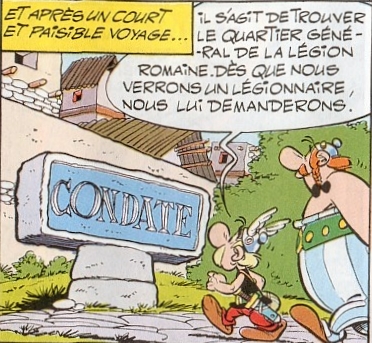 ET APRÈS UN COURT
ET PAISIBLE VOYAGE...
IL S'AGIT DE TROUVER
LE QUARTIER GÉNÉ-
-RAL DE LA LÉGION
ROMAINE. DÈS QUE NOUS
VERRONS UN LÉGIONNAIRE,
NOUS LUI DEMANDERONS.
CONDATE